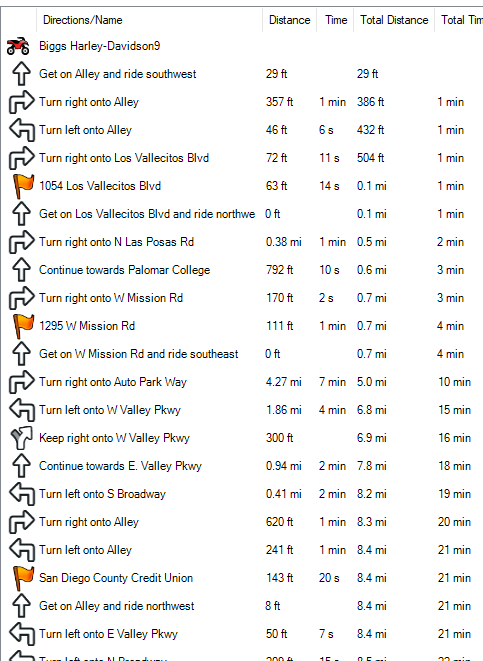 Directions/Name Distance Time Total Distance Total Tim
Biggs Harley-Davidson9
Get on Alley and ride southwest 29 ft 29 ft
Turn right onto Alley 357 ft 1 min 386 ft 1 min
Turn left onto Alley 46 ft 6 s 432 ft 1 min
Turn right onto Los Vallecitos Blvd 72 ft 11 s 504 ft 1 min
1054 Los Vallecitos Blvd 63 ft 14 s 0.1 mi 1 min
Get on Los Vallecitos Blvd and ride northwe 0 ft 0.1 mi 1 min
Turn right onto N Las Posas Rd 0.38 mi 1 min 0.5 mi 2 min
Continue towards Palomar College 792 ft 10 s 0.6 mi 3 min
Turn right onto W Mission Rd 170 ft 2 s 0.7 mi 3 min
1295 W Mission Rd 111 ft 1 min 0.7 mi 4 min
Get on W Mission Rd and ride southeast 0 ft 0.7 mi 4 min
Turn right onto Auto Park Way 4.27 mi 7 min 5.0 mi 10 min
Turn left onto W Valley Pkwy 1.86 mi 4 min 6.8 mi 15 min
Keep right onto W Valley Pkwy 300 ft 6.9 mi 16 min
Continue towards E. Valley Pkwy 0.94 mi 2 min 7.8 mi 18 min
Turn left onto S Broadway 0.41 mi 2 min 8.2 mi 19 min
Turn right onto Alley 620 ft 1 min 8.3 mi 20 min
Turn left onto Alley 241 ft 1 min 8.4 mi 21 min
San Diego County Credit Union 143 ft 20 s 8.4 mi 21 min
Get on Alley and ride northwest 8 ft 8.4 mi 21 min
Turn left onto E Valley Pkwy 50 ft 7 s 8.4 mi 21 min
Turn left onto N Broadway 15 s 8.5 mi 22 min